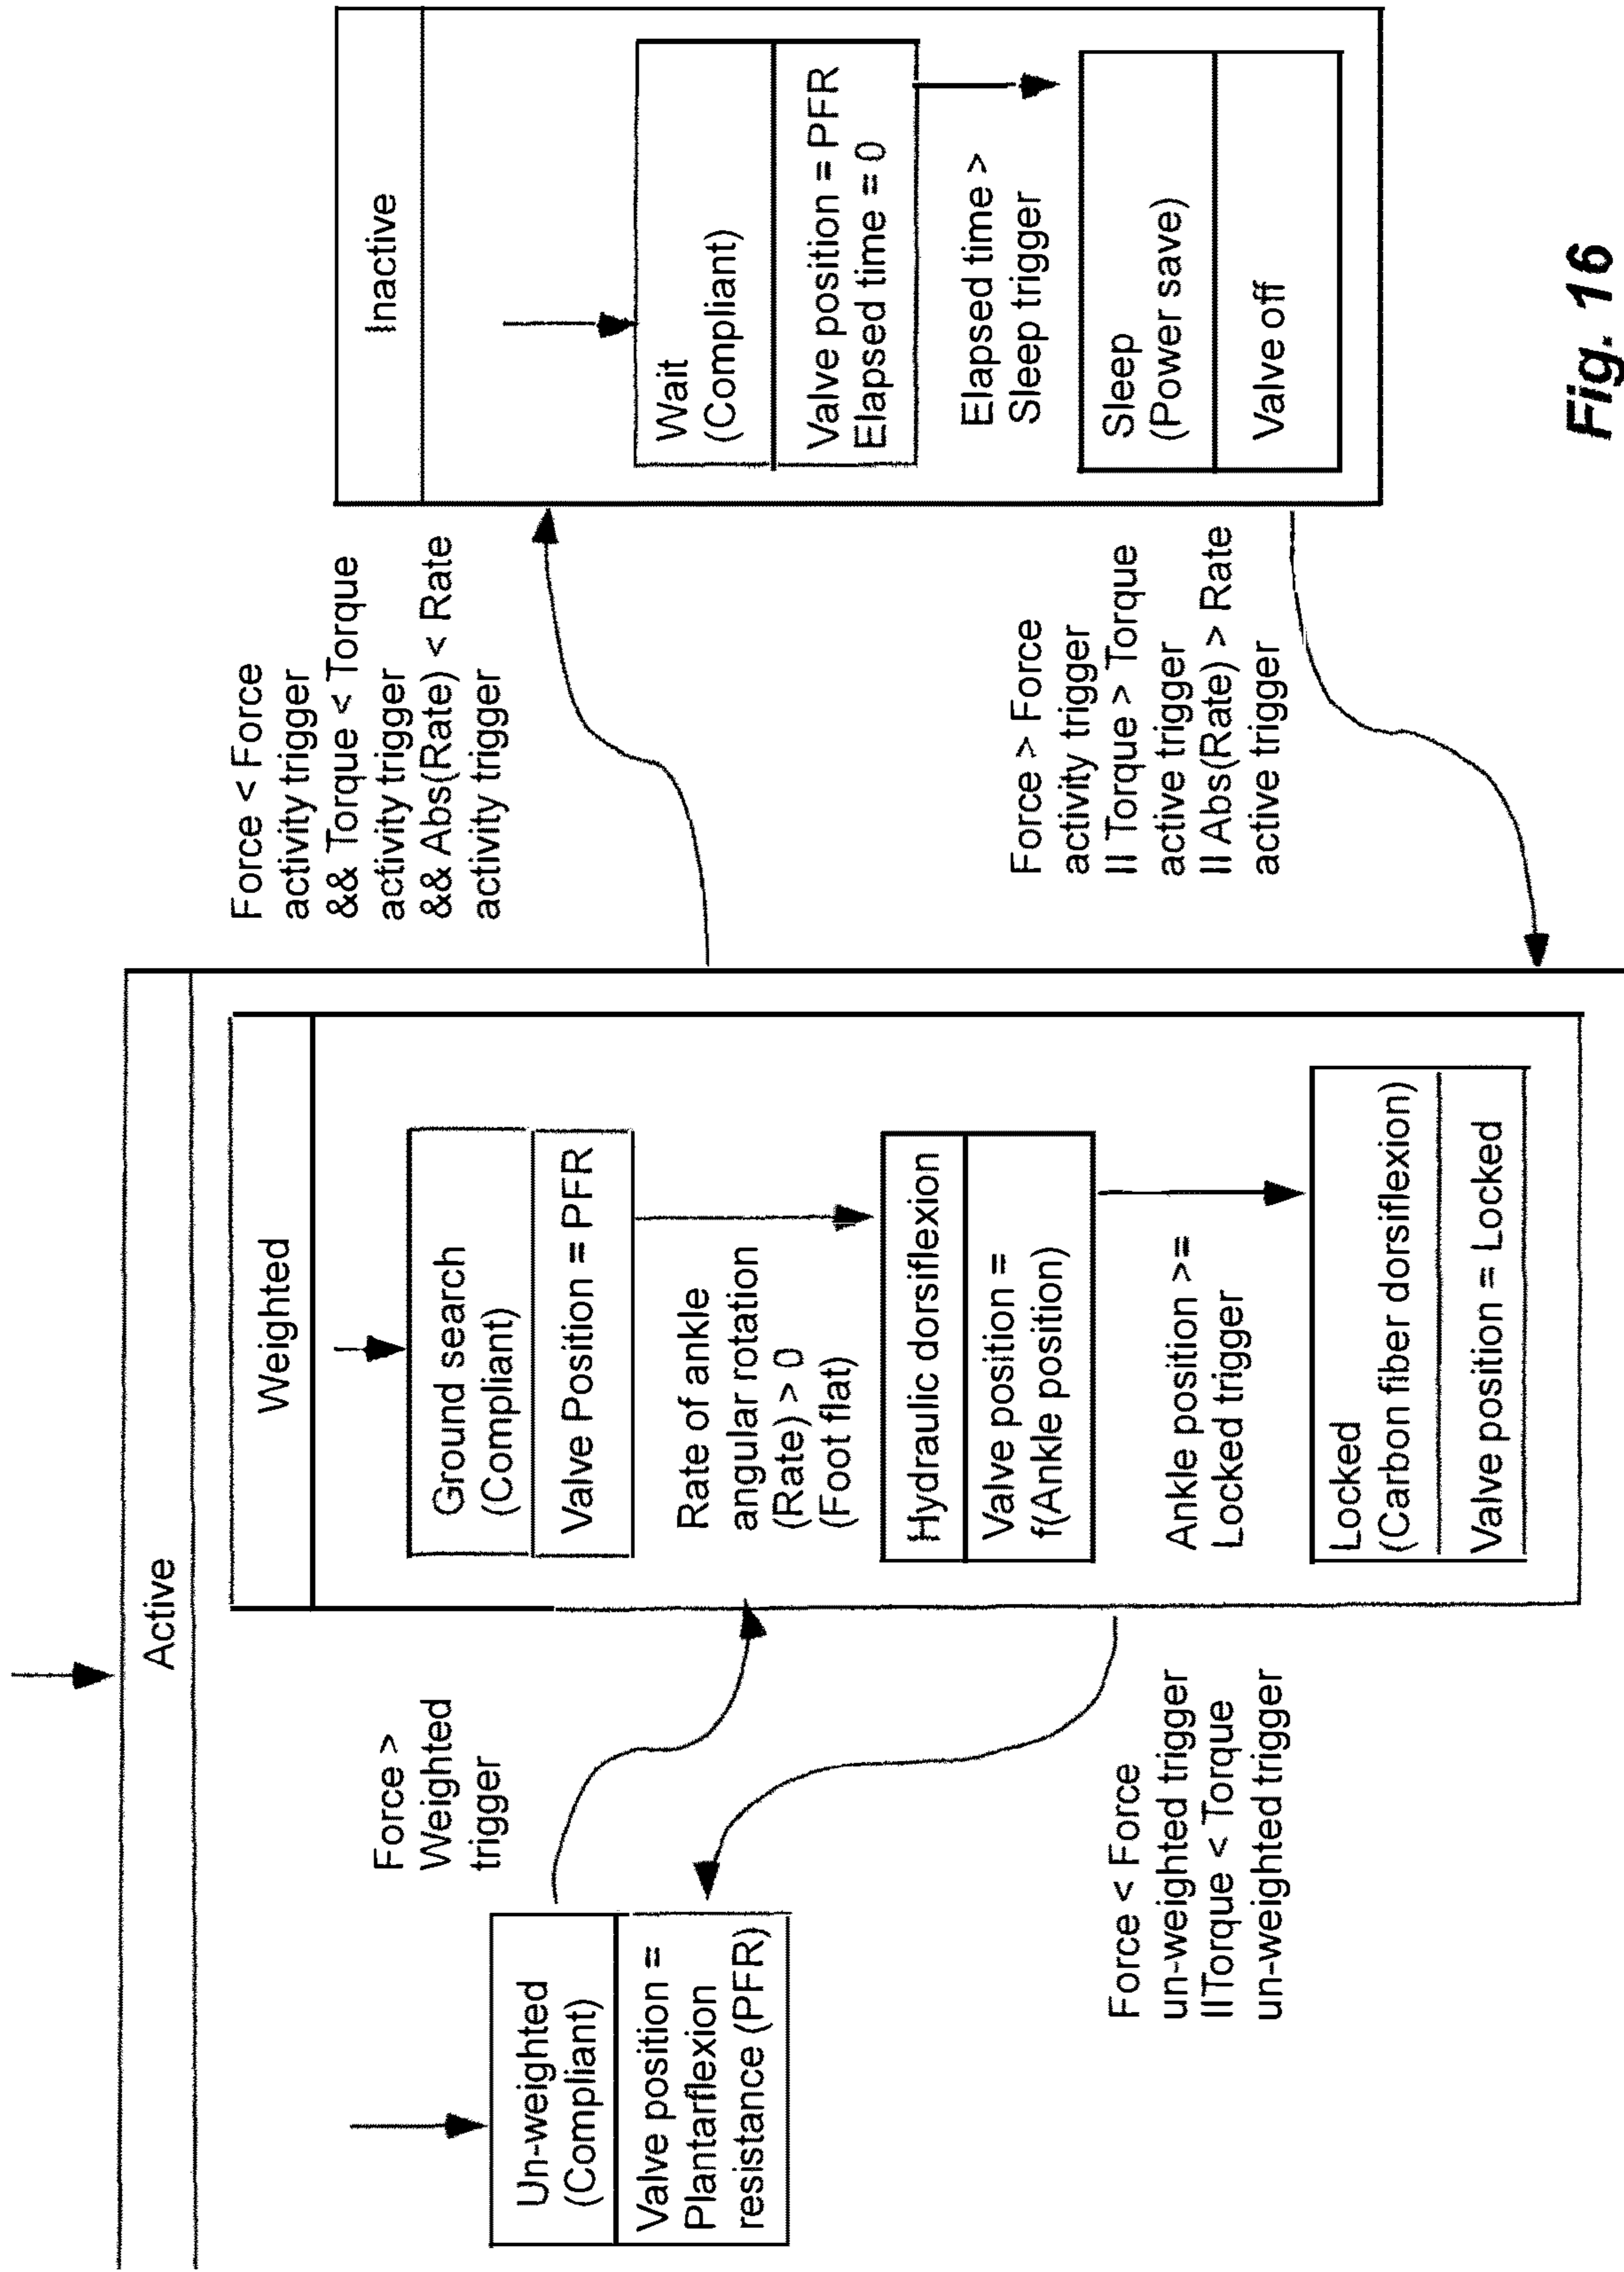 Active
Un-weighted
(Compliant)
Valve position =
Plantarflexion
resistance (PFR)
Force >
Weighted
trigger
Force < Force
un-weighted trigger
IITorque < Torque
un-weighted trigger
Weighted
Ground search
(Compliant)
Valve Position = PFR
Rate of ankle
angular rotation
(Rate) > 0
(Foot flat)
Hydraulic dorsiflexion
Valve position =
f(Ankle position)
Ankle position >=
Locked trigger
Locked
(Carbon fiber dorsiflexion)
Valve position = Locked
Force < Force
activity trigger
&& Torque < Torque
activity trigger
&& Abs(Rate) < Rate
activity trigger
Force > Force
activity trigger
II Torque > Torque
active trigger
II Abs(Rate) > Rate
active trigger
Inactive
Wait
(Compliant)
Valve position = PFR
Elapsed time = 0
Elapsed time >
Sleep trigger
Sleep
(Power save)
Valve off
Fig. 16